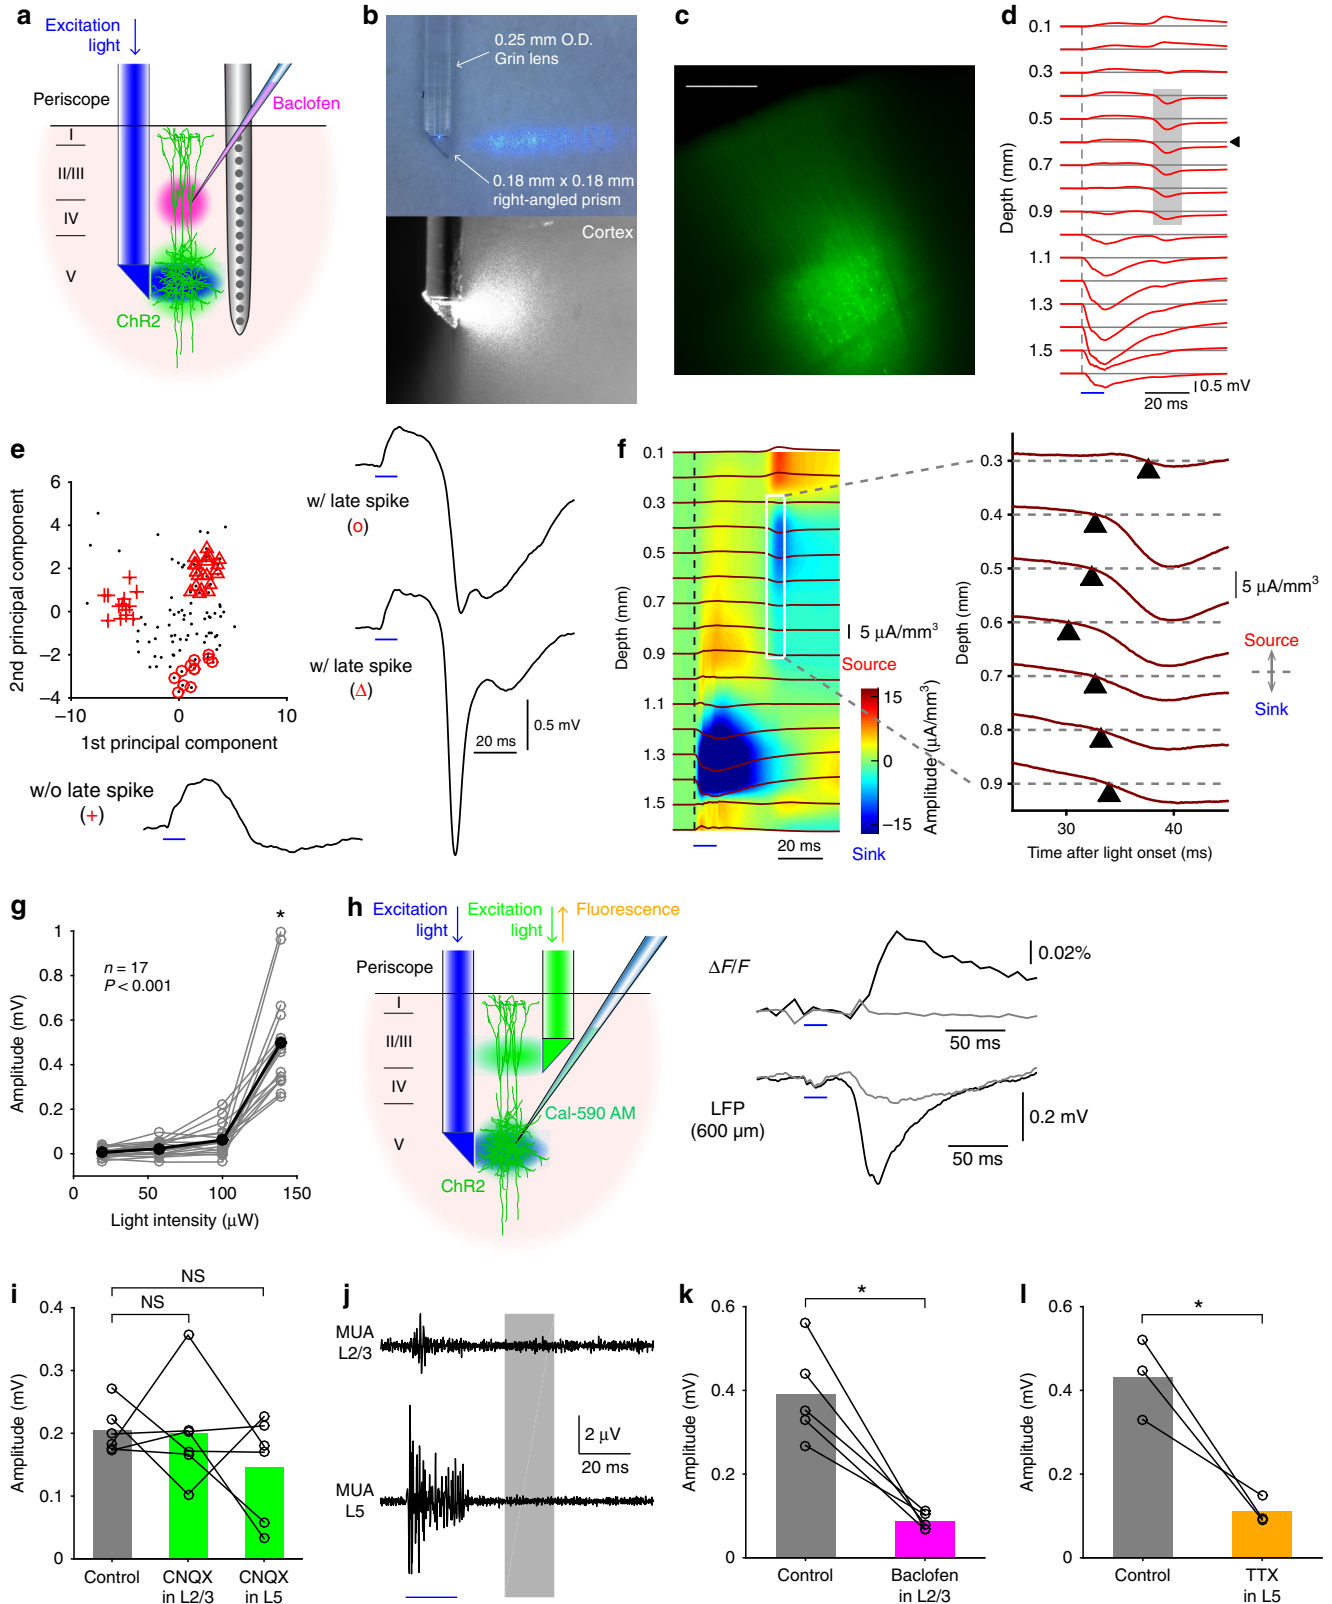 a
Excitation
light
Periscope
Baclofen
I
II/III
IV
V
ChR2
b
0.25 mm O.D.
Grin lens
0.18 mm x 0.18 mm
right-angled prism
Cortex
c
d
0.1
0.3
0.5
0.7
0.9
1.1
1.3
1.5
Depth (mm)
0.5 mV
20 ms
e
6
4
2
0
−2
−4
−10
0
10
2nd principal component
1st principal component
w/ late spike
(o)
w/ late spike
(Δ)
0.5 mV
20 ms
w/o late spike
(+)
f
0.1
0.3
0.5
0.7
0.9
1.1
1.3
1.5
Depth (mm)
5 μA/mm³
Source
15
0
−15
Amplitude (μA/mm³)
Sink
20 ms
0.3
0.4
0.5
0.6
0.7
0.8
0.9
Depth (mm)
5 μA/mm³
Source
Sink
30
40
Time after light onset (ms)
g
1
0.8
0.6
0.4
0.2
0
Amplitude (mV)
n = 17
P < 0.001
*
0
50
100
150
Light intensity (μW)
h
Excitation
light
Excitation
light
Fluorescence
Periscope
I
II/III
IV
V
Cal-590 AM
ChR2
ΔF/F
0.02%
50 ms
LFP
(600 μm)
0.2 mV
50 ms
i
NS
NS
0.4
0.3
0.2
0.1
0
Amplitude (mV)
Control
CNQX
in L2/3
CNQX
in L5
j
MUA
L2/3
MUA
L5
2 μV
20 ms
k
*
0.6
0.4
0.2
0
Amplitude (mV)
Control
Baclofen
in L2/3
l
*
0.6
0.4
0.2
0
Amplitude (mV)
Control
TTX
in L5